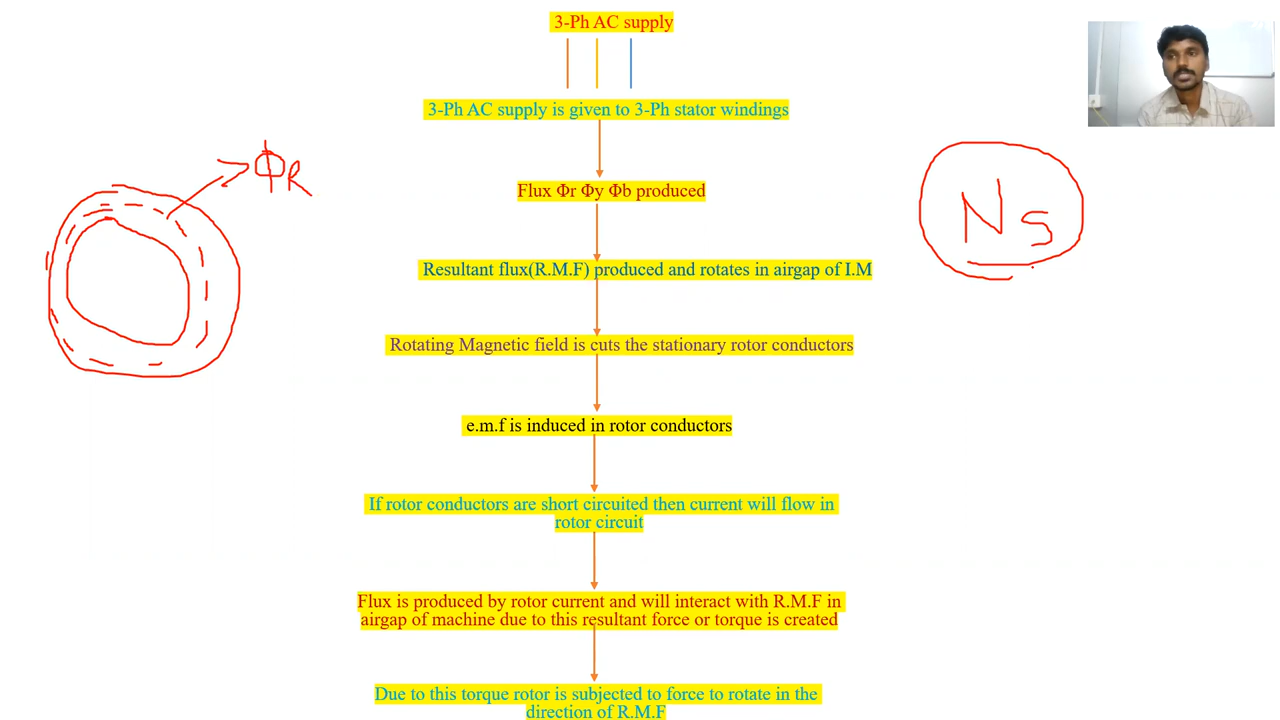 3-Ph AC supply
3-Ph AC supply is given to 3-Ph stator windings
ΦR
Flux Φr Φy Φb produced
Ns
Resultant flux(R.M.F) produced and rotates in airgap of I.M
Rotating Magnetic field is cuts the stationary rotor conductors
e.m.f is induced in rotor conductors
If rotor conductors are short circuited then current will flow in
rotor circuit
Flux is produced by rotor current and will interact with R.M.F in
airgap of machine due to this resultant force or torque is created
Due to this torque rotor is subjected to force to rotate in the
direction of R.M.F